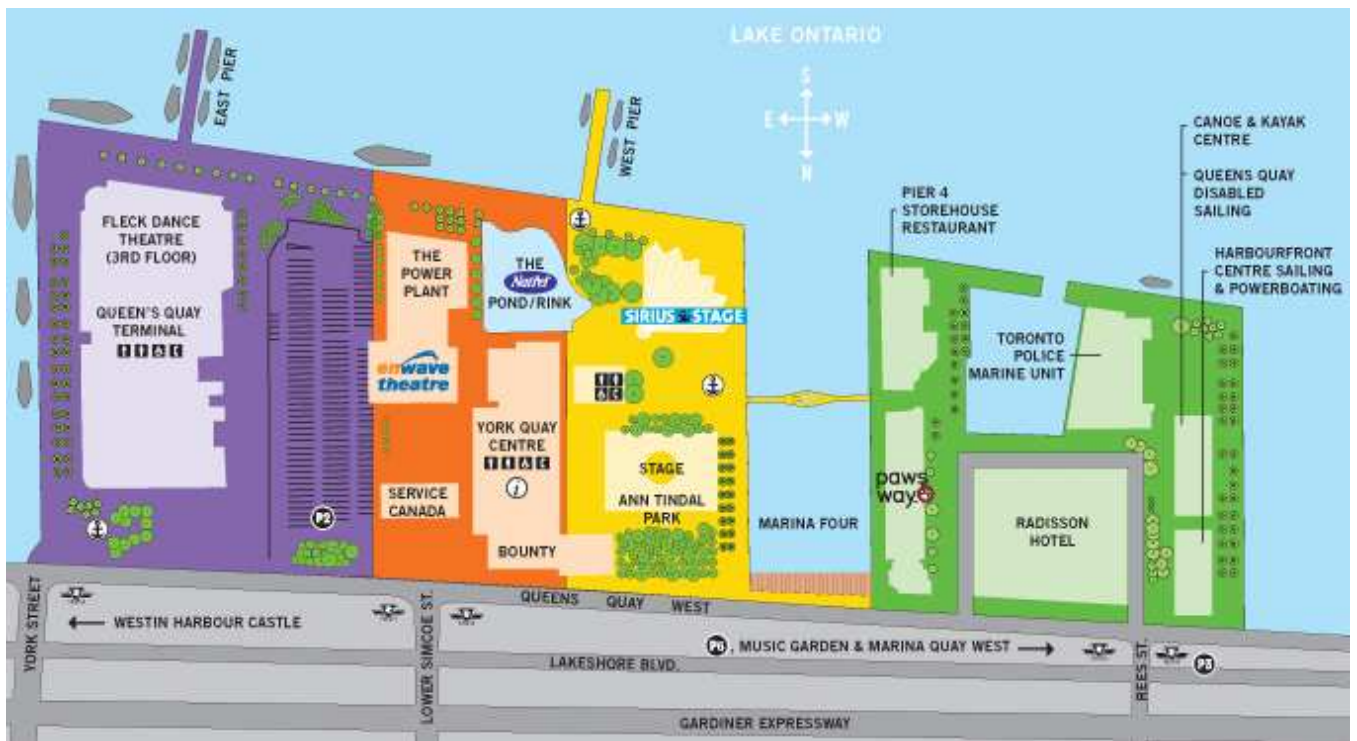 LAKE ONTARIO
S
E
W
N
EAST PIER
WEST PIER
FLECK DANCE
THEATRE
(3RD FLOOR)
QUEEN'S QUAY
TERMINAL
P2
THE
POWER
PLANT
enwave
theatre
SERVICE
CANADA
THE
Natrel
POND/RINK
YORK QUAY
CENTRE
i
BOUNTY
SIRIUS STAGE
STAGE
ANN TINDAL
PARK
MARINA FOUR
PIER 4
STOREHOUSE
RESTAURANT
paws
way
TORONTO
POLICE
MARINE UNIT
RADISSON
HOTEL
CANOE & KAYAK
CENTRE
QUEENS QUAY
DISABLED
SAILING
HARBOURFRONT
CENTRE SAILING
& POWERBOATING
QUEENS QUAY WEST
YORK STREET
WESTIN HARBOUR CASTLE
LOWER SIMCOE ST.
, MUSIC GARDEN & MARINA QUAY WEST
REES ST.
P3
LAKESHORE BLVD.
GARDINER EXPRESSWAY